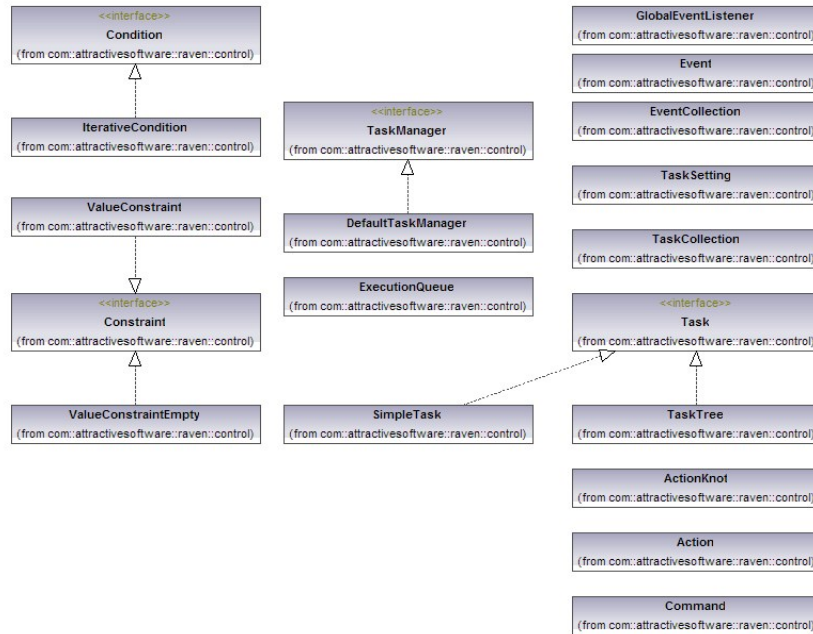 <<interface>>
Condition
(from com::attractivesoftware::raven::control)
IterativeCondition
(from com::attractivesoftware::raven::control)
ValueConstraint
(from com::attractivesoftware::raven::control)
<<interface>>
Constraint
(from com::attractivesoftware::raven::control)
ValueConstraintEmpty
(from com::attractivesoftware::raven::control)
<<interface>>
TaskManager
(from com::attractivesoftware::raven::control)
DefaultTaskManager
(from com::attractivesoftware::raven::control)
ExecutionQueue
(from com::attractivesoftware::raven::control)
SimpleTask
(from com::attractivesoftware::raven::control)
GlobalEventListener
(from com::attractivesoftware::raven::control)
Event
(from com::attractivesoftware::raven::control)
EventCollection
(from com::attractivesoftware::raven::control)
TaskSetting
(from com::attractivesoftware::raven::control)
TaskCollection
(from com::attractivesoftware::raven::control)
<<interface>>
Task
(from com::attractivesoftware::raven::control)
TaskTree
(from com::attractivesoftware::raven::control)
ActionKnot
(from com::attractivesoftware::raven::control)
Action
(from com::attractivesoftware::raven::control)
Command
(from com::attractivesoftware::raven::control)